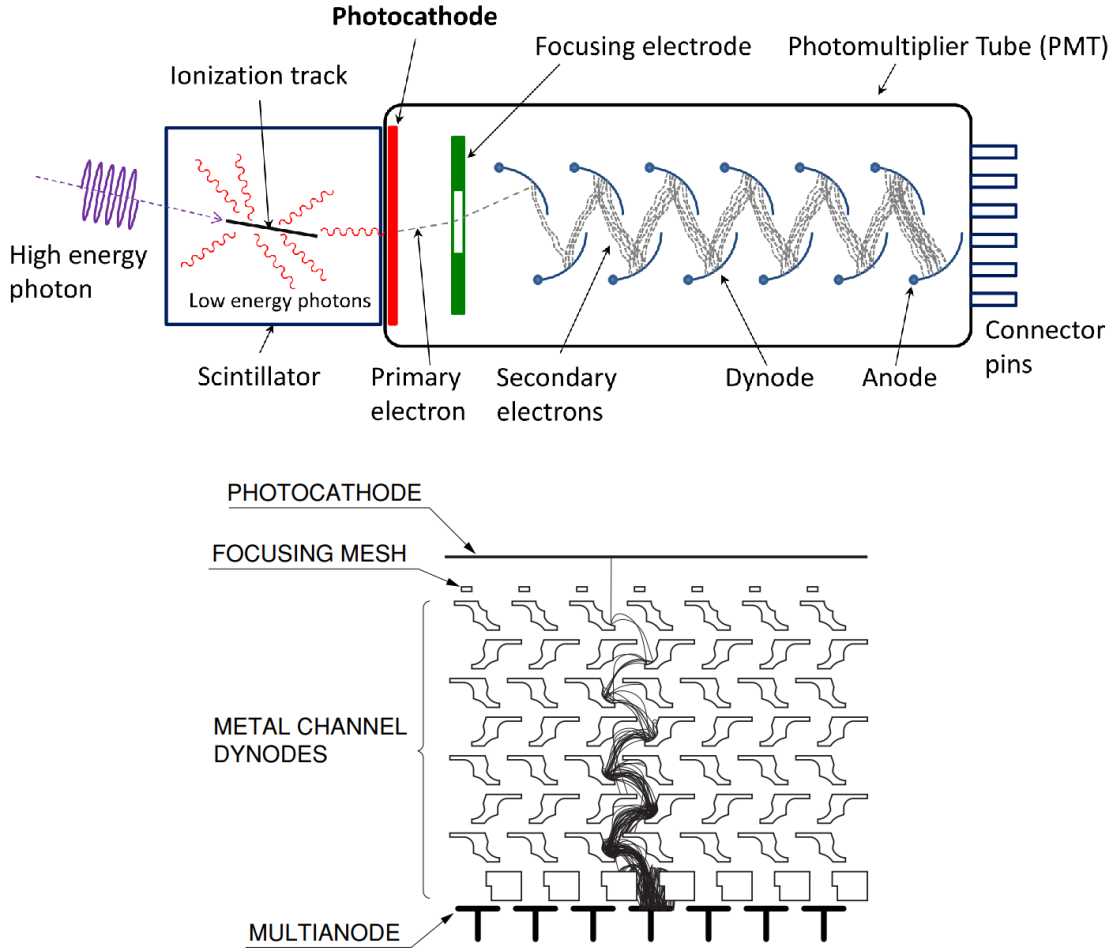 Photocathode
Focusing electrode
Photomultiplier Tube (PMT)
Ionization track
High energy
photon
Low energy photons
Scintillator
Primary
electron
Secondary
electrons
Dynode
Anode
Connector
pins
PHOTOCATHODE
FOCUSING MESH
METAL CHANNEL
DYNODES
MULTIANODE